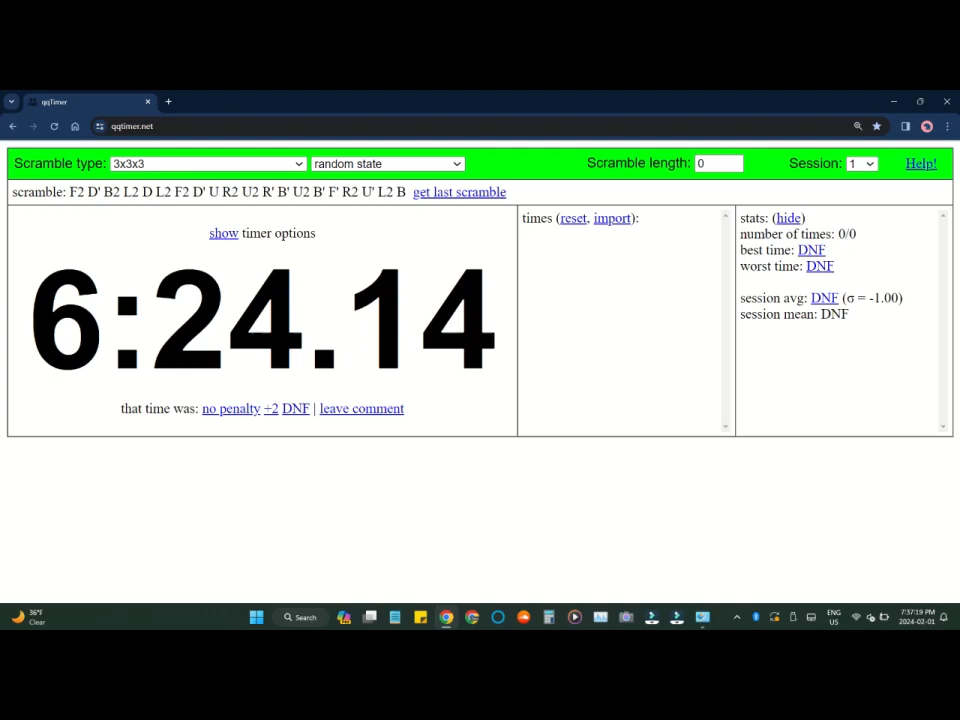 qqTimer
qqtimer.net
Scramble type: 3x3x3 random state Scramble length: 0 Session: 1 Help!
scramble: F2 D' B2 L2 D L2 F2 D' U R2 U2 R' B' U2 B' F' R2 U' L2 B get last scramble
show timer options
6:24.14
that time was: no penalty +2 DNF | leave comment
times (reset, import):
stats: (hide)
number of times: 0/0
best time: DNF
worst time: DNF
session avg: DNF (σ = -1.00)
session mean: DNF
36°F
Clear
Search
ENG
US
7:37:19 PM
2024-02-01